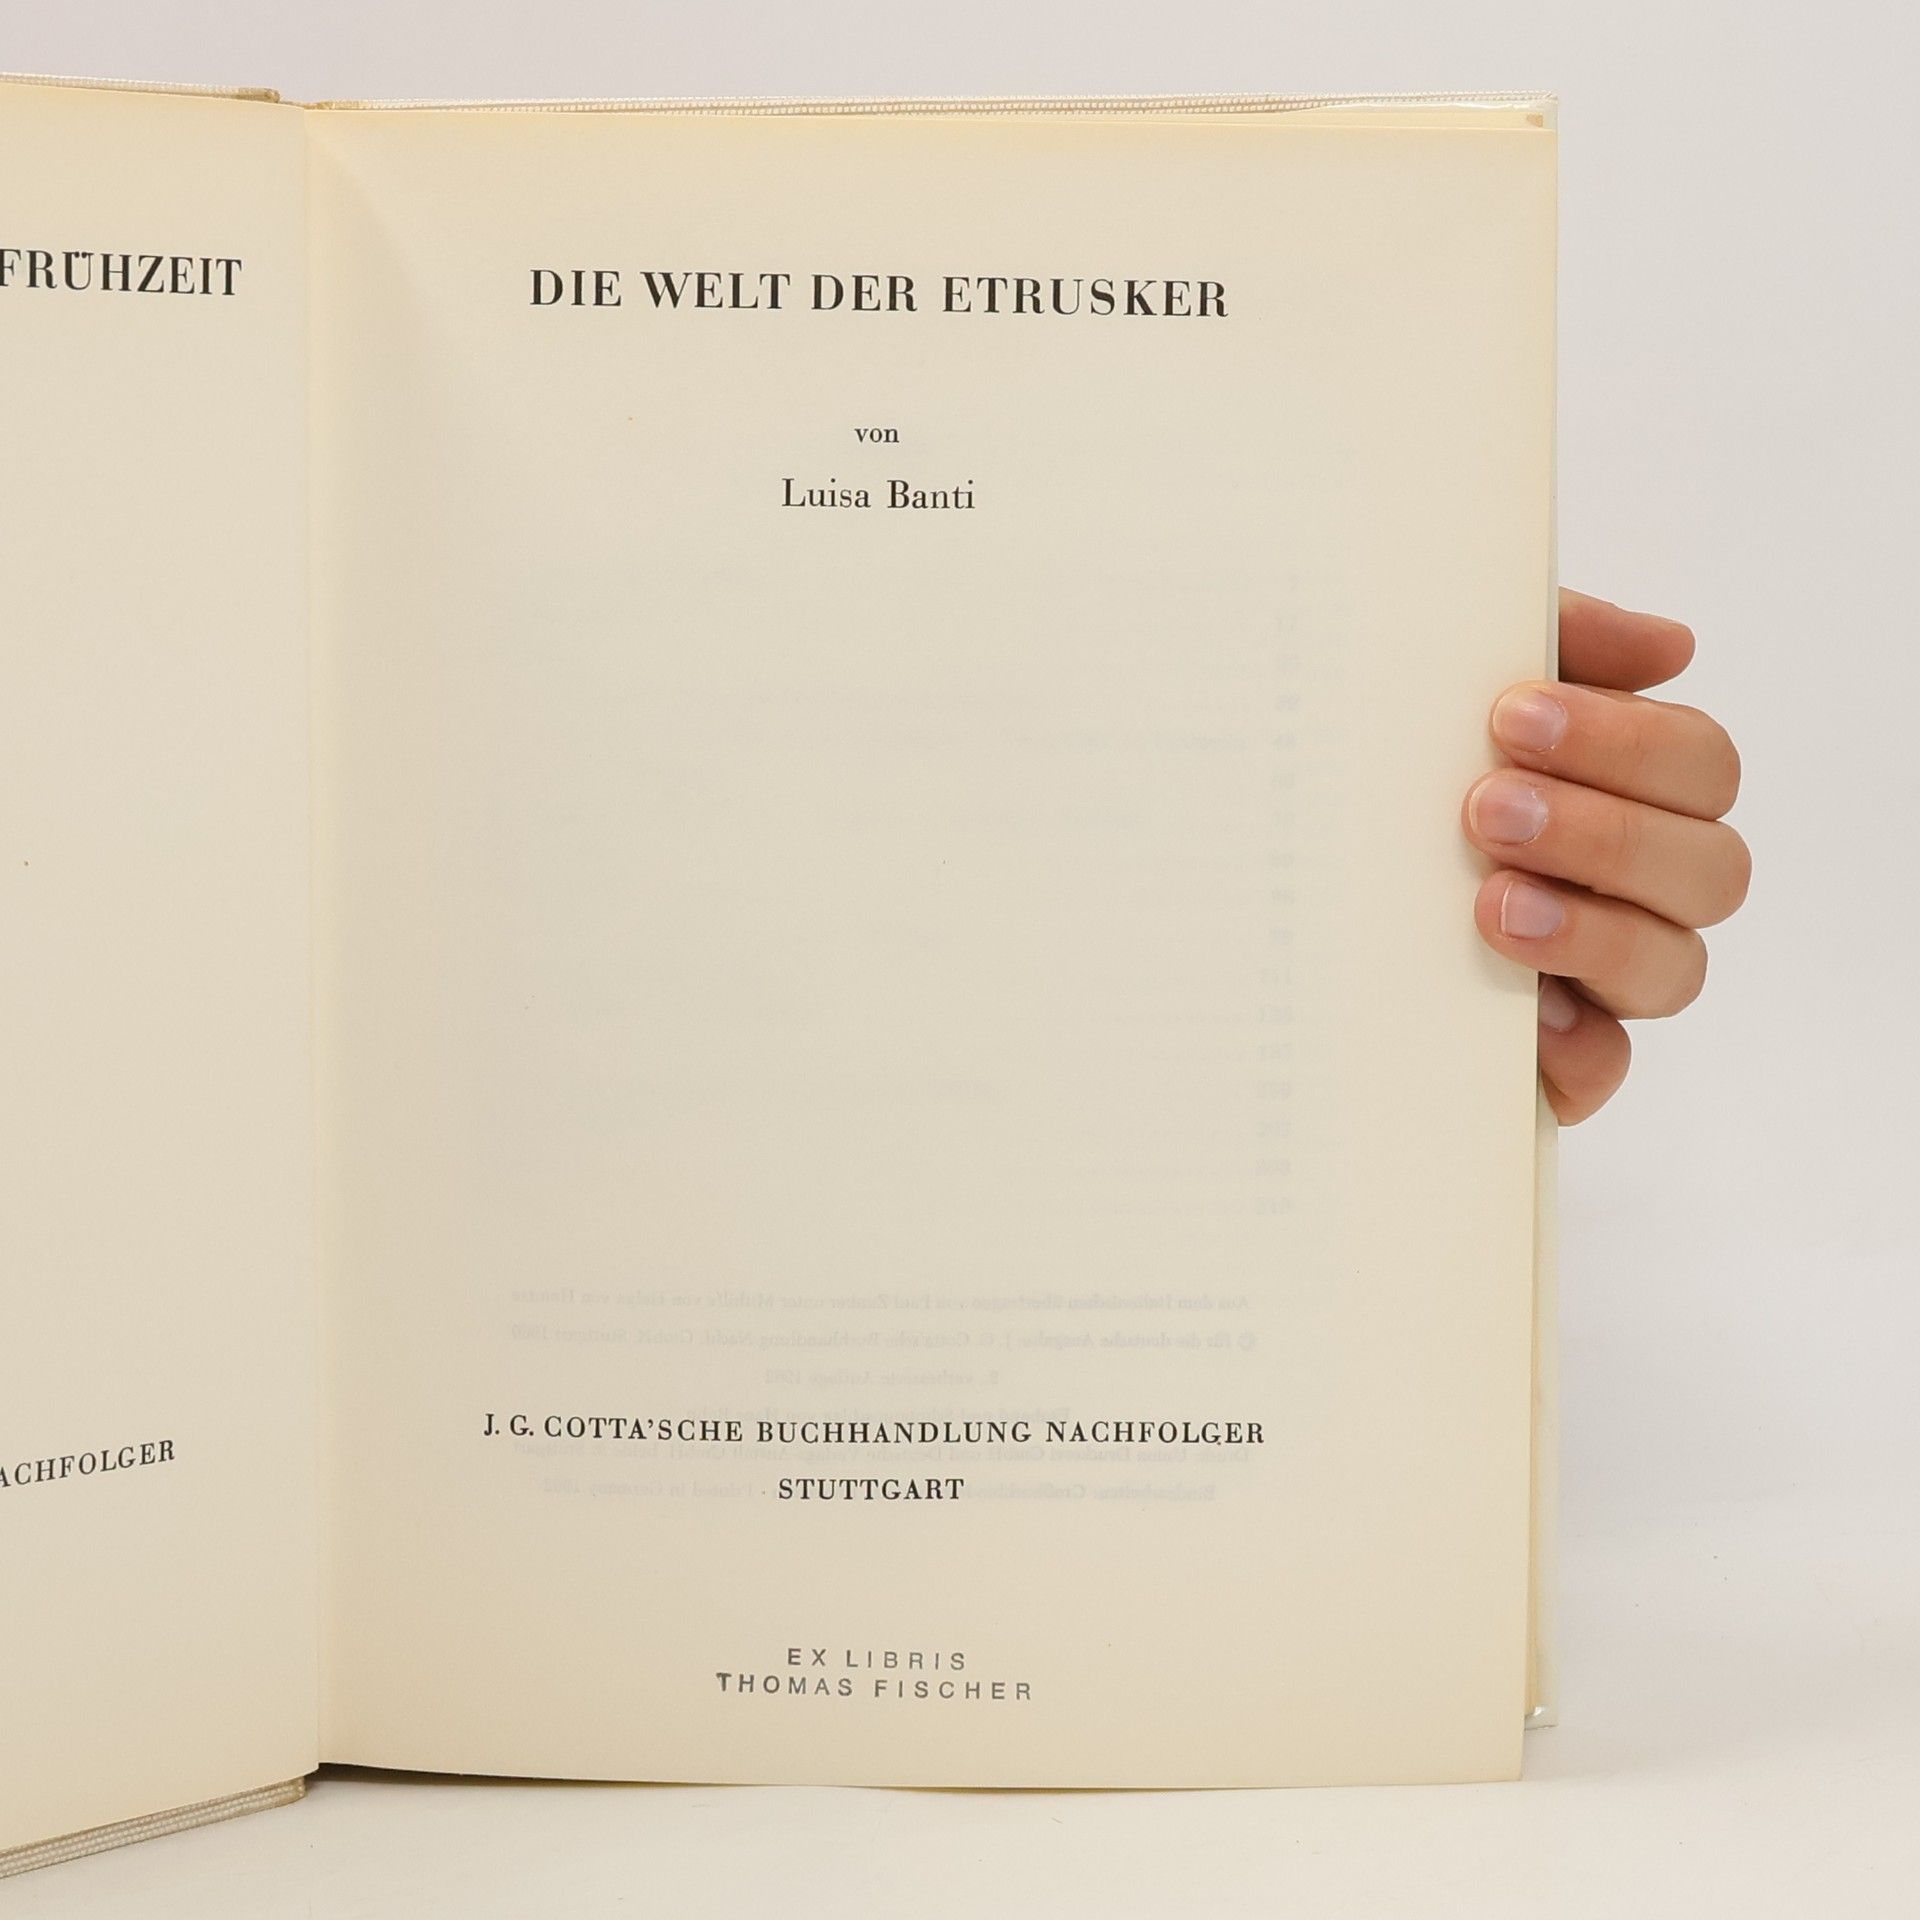 FRÜHZEIT
ACHFOLGER
DIE WELT DER ETRUSKER
von
Luisa Banti
J. G. COTTA'SCHE BUCHHANDLUNG NACHFOLGER
STUTTGART
EX LIBRIS
THOMAS FISCHER